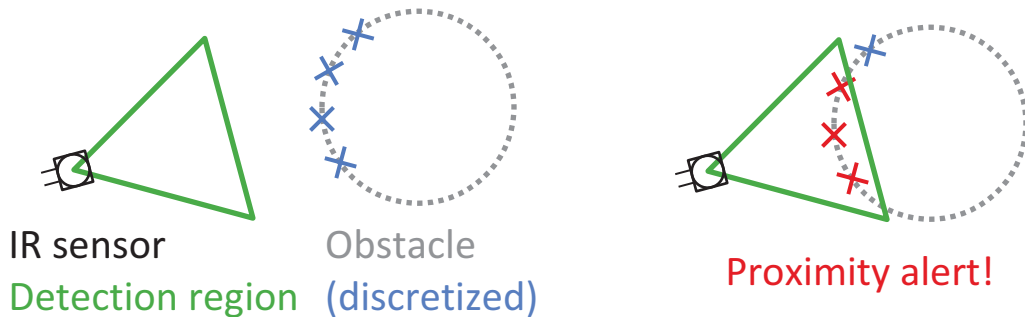 IR sensor
Detection region
Obstacle
(discretized)
Proximity alert!